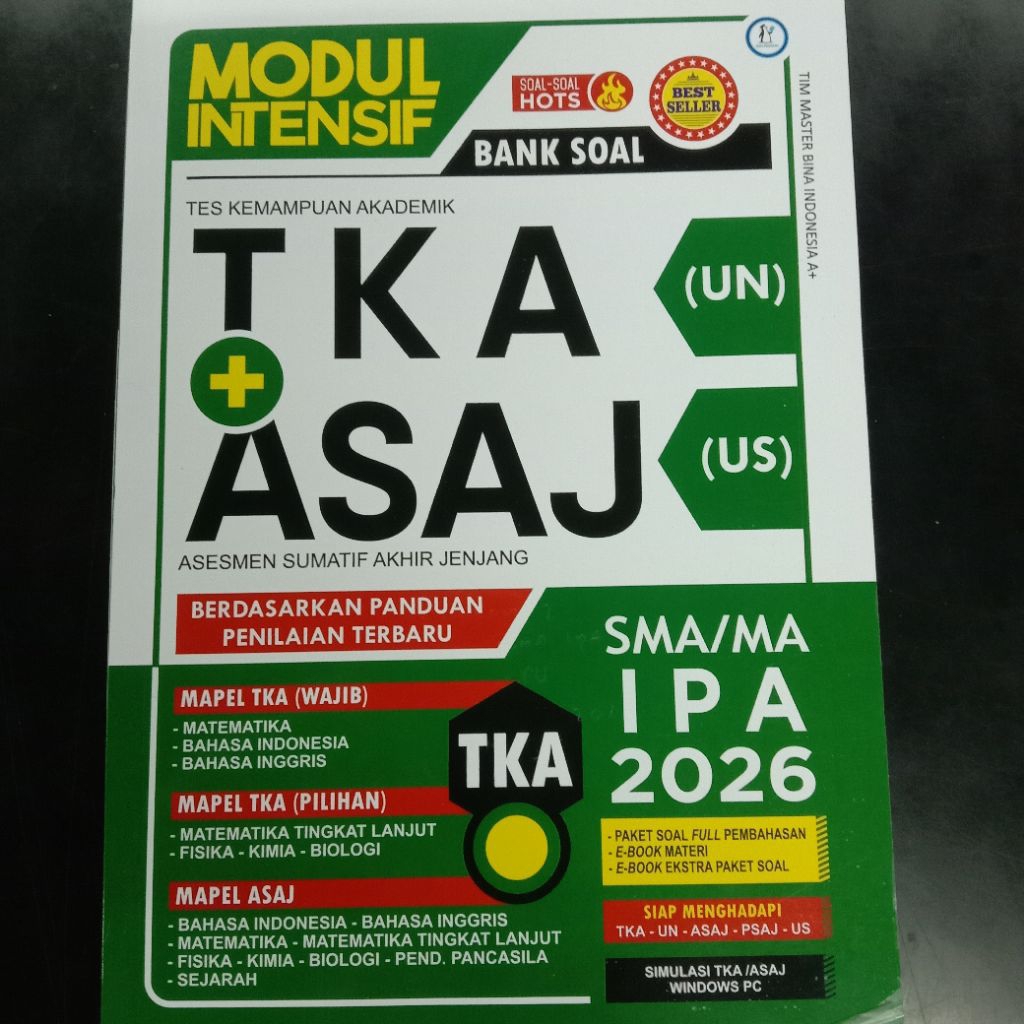 MODUL
INTENSIF
SOAL-SOAL
HOTS
BEST
SELLER
BANK SOAL
TIM MASTER BINA INDONESIA A+
TES KEMAMPUAN AKADEMIK
TKA
(UN)
+
ASAJ
(US)
ASESMEN SUMATIF AKHIR JENJANG
BERDASARKAN PANDUAN
PENILAIAN TERBARU
SMA/MA
IPA
2026
MAPEL TKA (WAJIB)
- MATEMATIKA
- BAHASA INDONESIA
- BAHASA INGGRIS
TKA
MAPEL TKA (PILIHAN)
- MATEMATIKA TINGKAT LANJUT
- FISIKA - KIMIA - BIOLOGI
MAPEL ASAJ
- BAHASA INDONESIA - BAHASA INGGRIS
- MATEMATIKA - MATEMATIKA TINGKAT LANJUT
- FISIKA - KIMIA - BIOLOGI - PEND. PANCASILA
- SEJARAH
- PAKET SOAL FULL PEMBAHASAN
- E-BOOK MATERI
- E-BOOK EKSTRA PAKET SOAL
SIAP MENGHADAPI
TKA - UN - ASAJ - PSAJ - US
SIMULASI TKA /ASAJ
WINDOWS PC